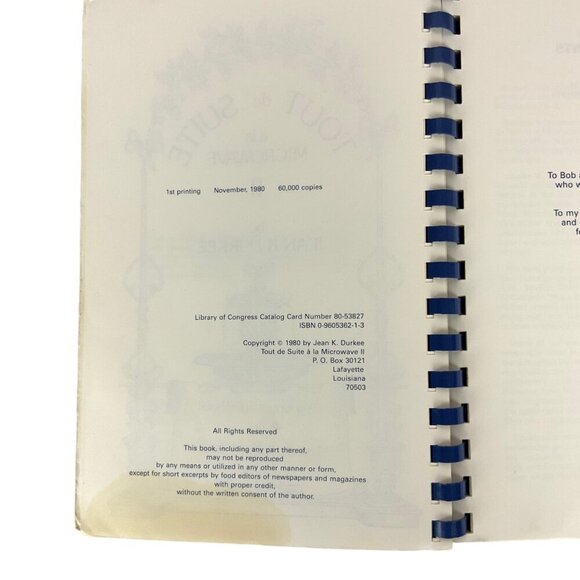 1st printing November, 1980 60,000 copies
Library of Congress Catalog Card Number 80-53827
ISBN 0-9605362-1-3
Copyright © 1980 by Jean K. Durkee
Tout de Suite à la Microwave II
P. O. Box 30121
Lafayette
Louisiana
70503
All Rights Reserved
This book, including any part thereof,
may not be reproduced
by any means or utilized in any other manner or form,
except for short excerpts by food editors of newspapers and magazines
with proper credit,
without the written consent of the author.
To Bob
who w
To my
and
f